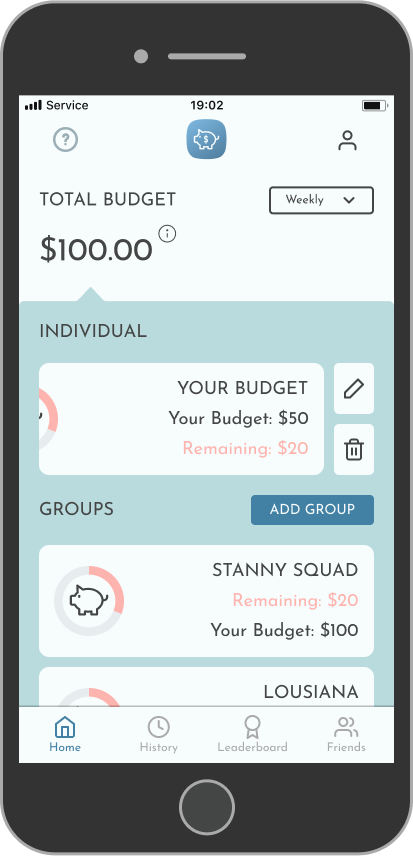 Service
19:02
$
TOTAL BUDGET
Weekly
$100.00
INDIVIDUAL
YOUR BUDGET
Your Budget: $50
Remaining: $20
GROUPS
ADD GROUP
STANNY SQUAD
Remaining: $20
Your Budget: $100
LOUSIANA
Home
History
Leaderboard
Friends